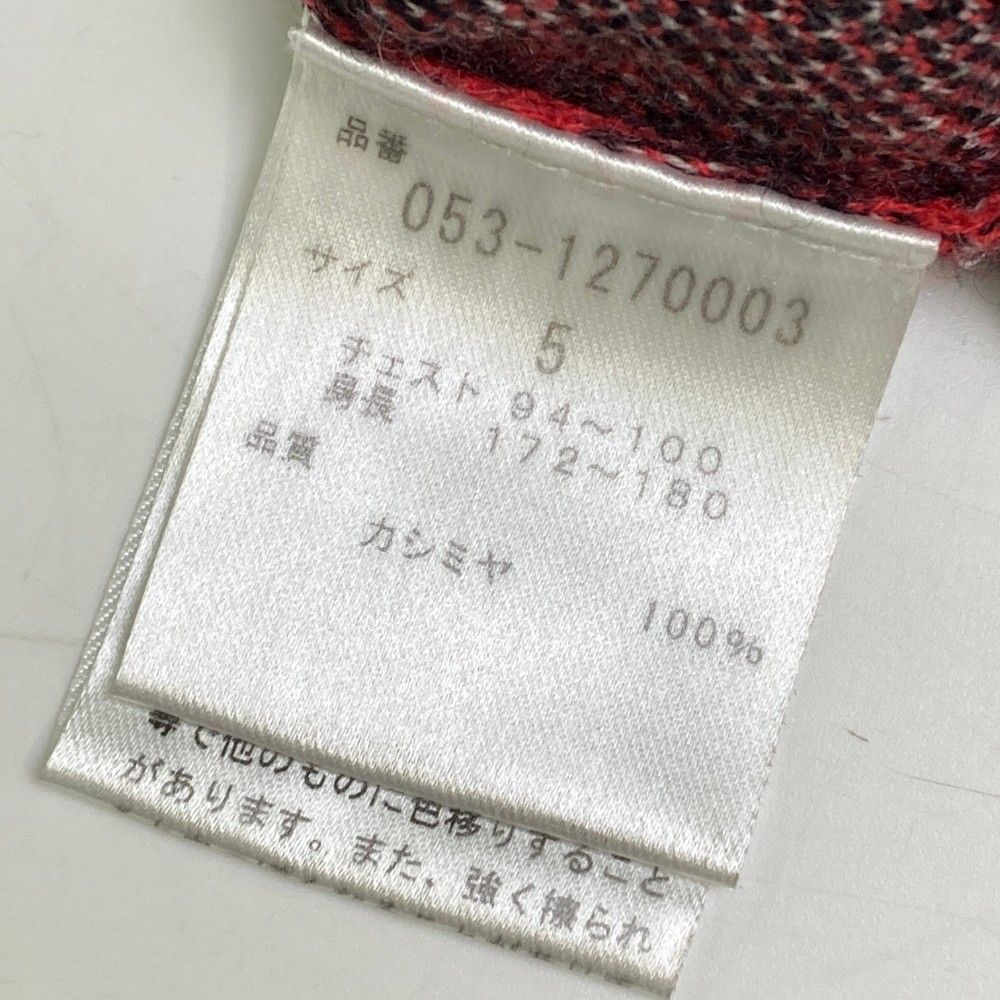 品番
053-1270003
サイズ
5
チェスト 94～100
身長 172～180
品質
カシミヤ
100%
等で他のものに色移りすること
があります。また、強く擦られ